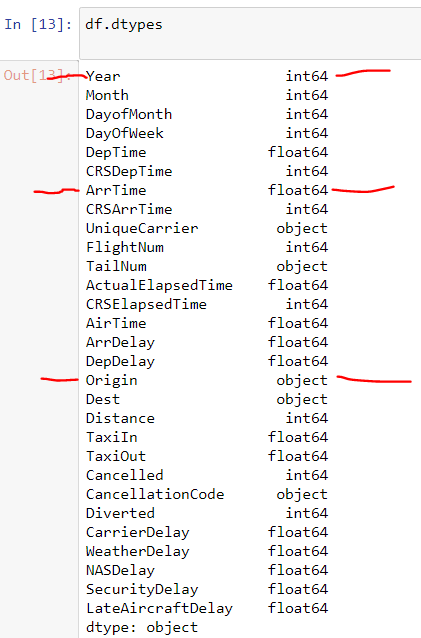 In [13]: df.dtypes
Out[13]: Year int64
Month int64
DayofMonth int64
DayOfWeek int64
DepTime float64
CRSDepTime int64
ArrTime float64
CRSArrTime int64
UniqueCarrier object
FlightNum int64
TailNum object
ActualElapsedTime float64
CRSElapsedTime int64
AirTime float64
ArrDelay float64
DepDelay float64
Origin object
Dest object
Distance int64
TaxiIn float64
TaxiOut float64
Cancelled int64
CancellationCode object
Diverted int64
CarrierDelay float64
WeatherDelay float64
NASDelay float64
SecurityDelay float64
LateAircraftDelay float64
dtype: object